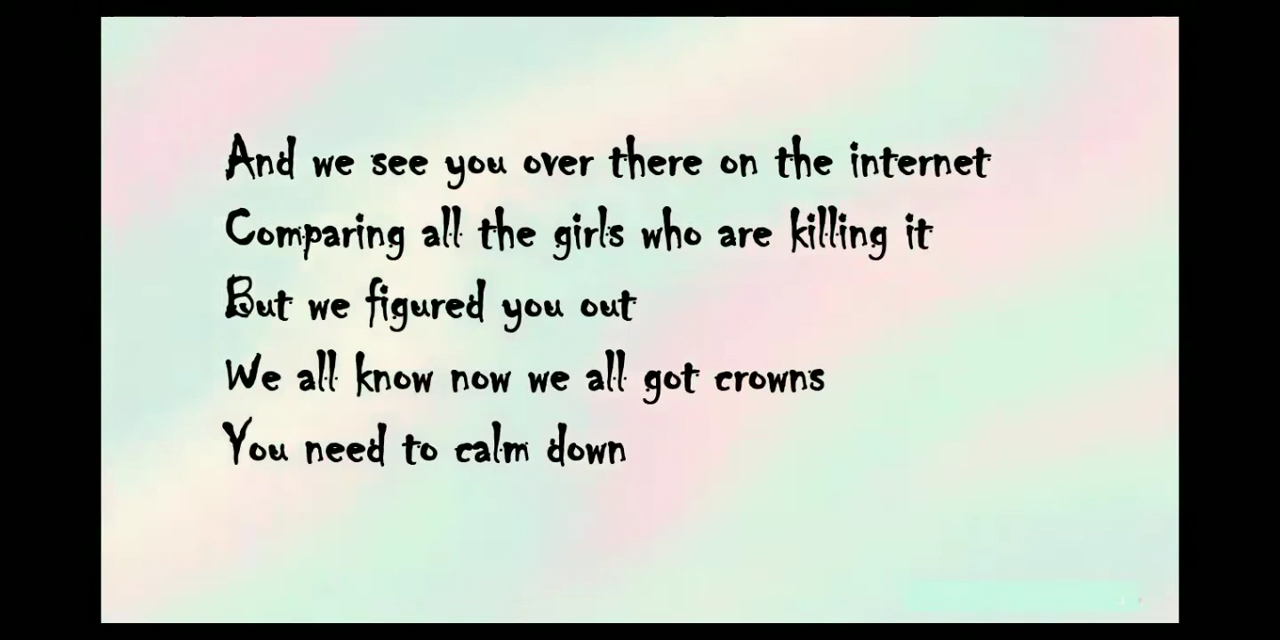 And we see you over there on the internet
Comparing all the girls who are killing it
But we figured you out
We all know now we all got crowns
You need to calm down